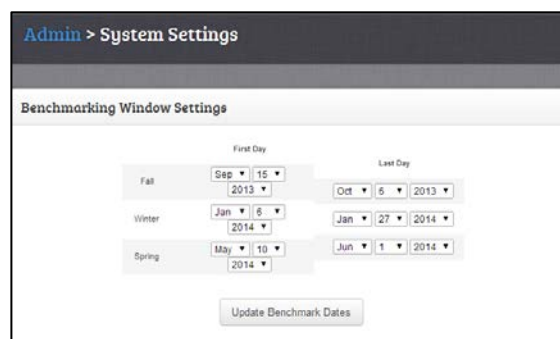 Admin > System Settings
Benchmarking Window Settings
First Day
Last Day
Fall
Sep 15
2013
Oct 6 2013
Winter
Jan 6
2014
Jan 27 2014
Spring
May 10
2014
Jun 1 2014
Update Benchmark Dates